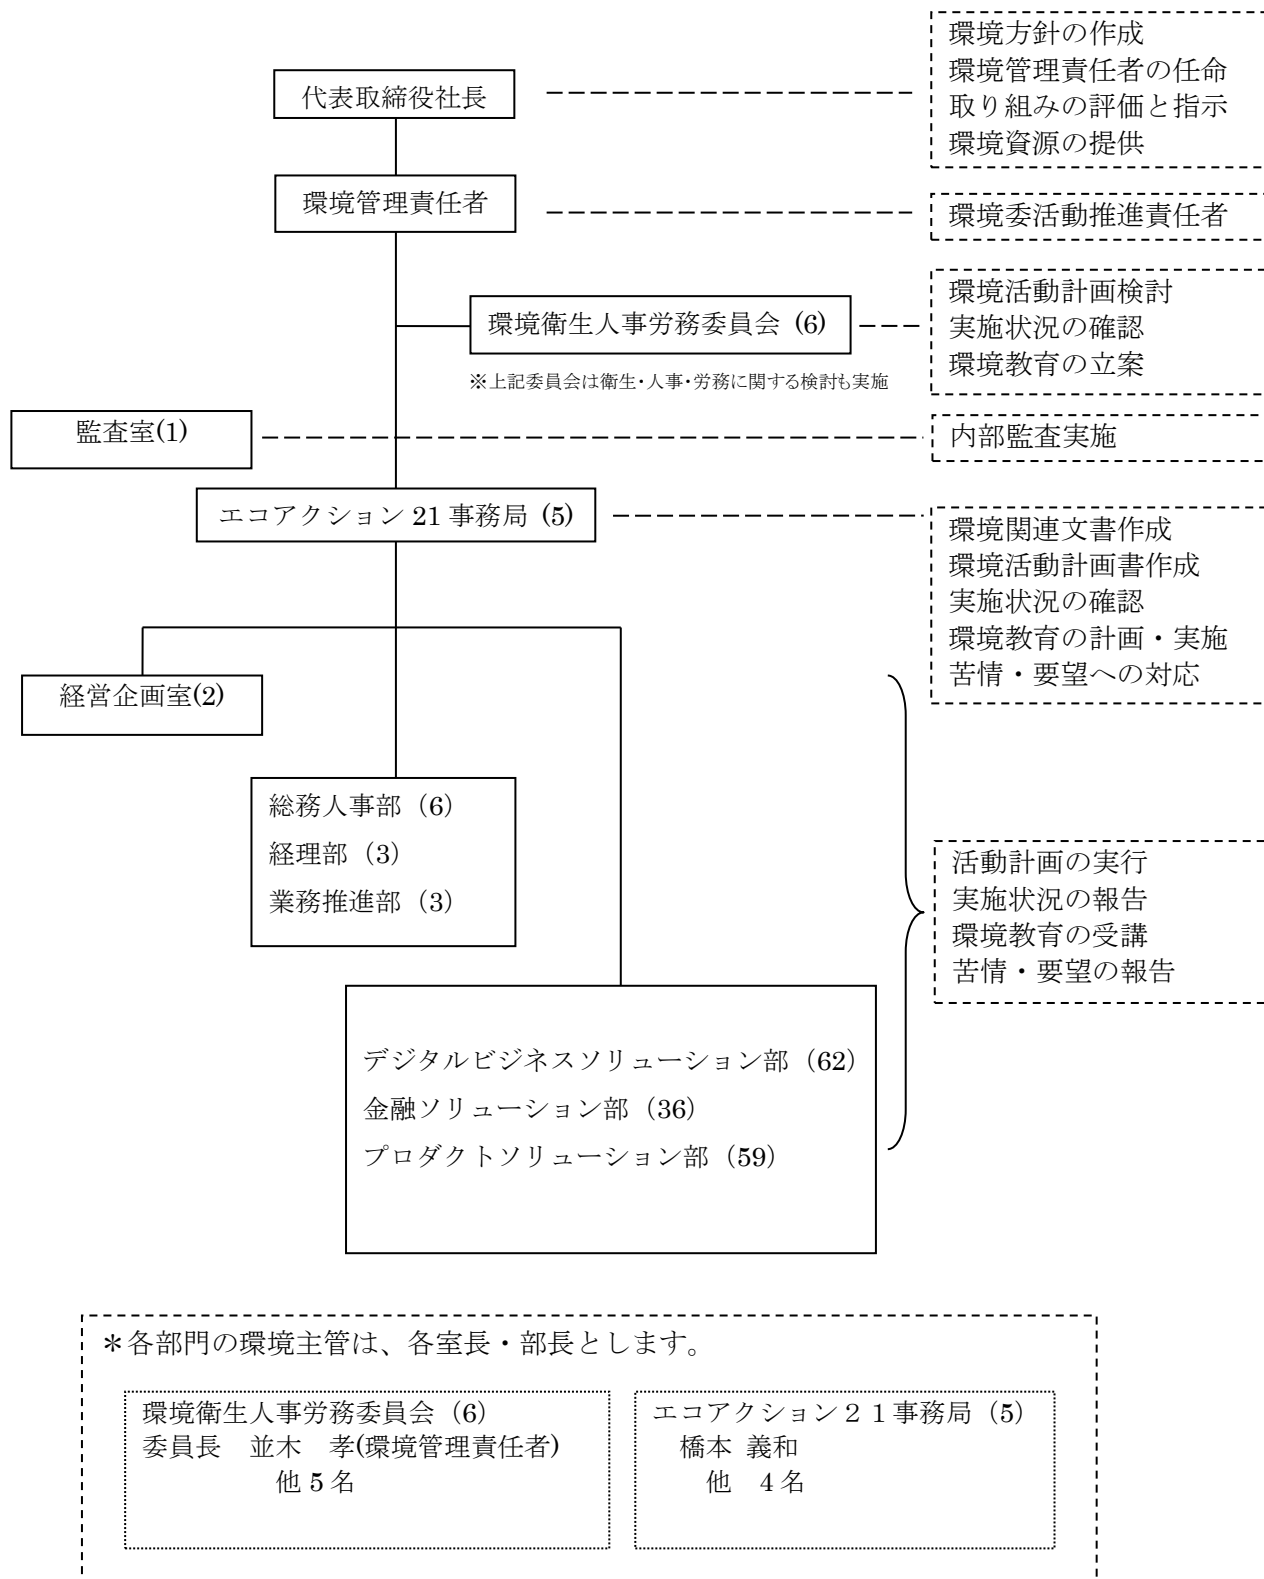 代表取締役社長
環境方針の作成
環境管理責任者の任命
取り組みの評価と指示
環境資源の提供
環境管理責任者
環境委活動推進責任者
環境衛生人事労務委員会 (6)
環境活動計画検討
実施状況の確認
環境教育の立案
※上記委員会は衛生・人事・労務に関する検討も実施
監査室(1)
内部監査実施
エコアクション 21 事務局 (5)
環境関連文書作成
環境活動計画書作成
実施状況の確認
環境教育の計画・実施
苦情・要望への対応
経営企画室(2)
総務人事部（6）
経理部（3）
業務推進部（3）
活動計画の実行
実施状況の報告
環境教育の受講
苦情・要望の報告
デジタルビジネスソリューション部（62）
金融ソリューション部（36）
プロダクトソリューション部（59）
＊各部門の環境主管は、各室長・部長とします。
環境衛生人事労務委員会（6）
委員長　並木　孝(環境管理責任者)
他 5 名
エコアクション２１事務局（5）
橋本 義和
他　4 名